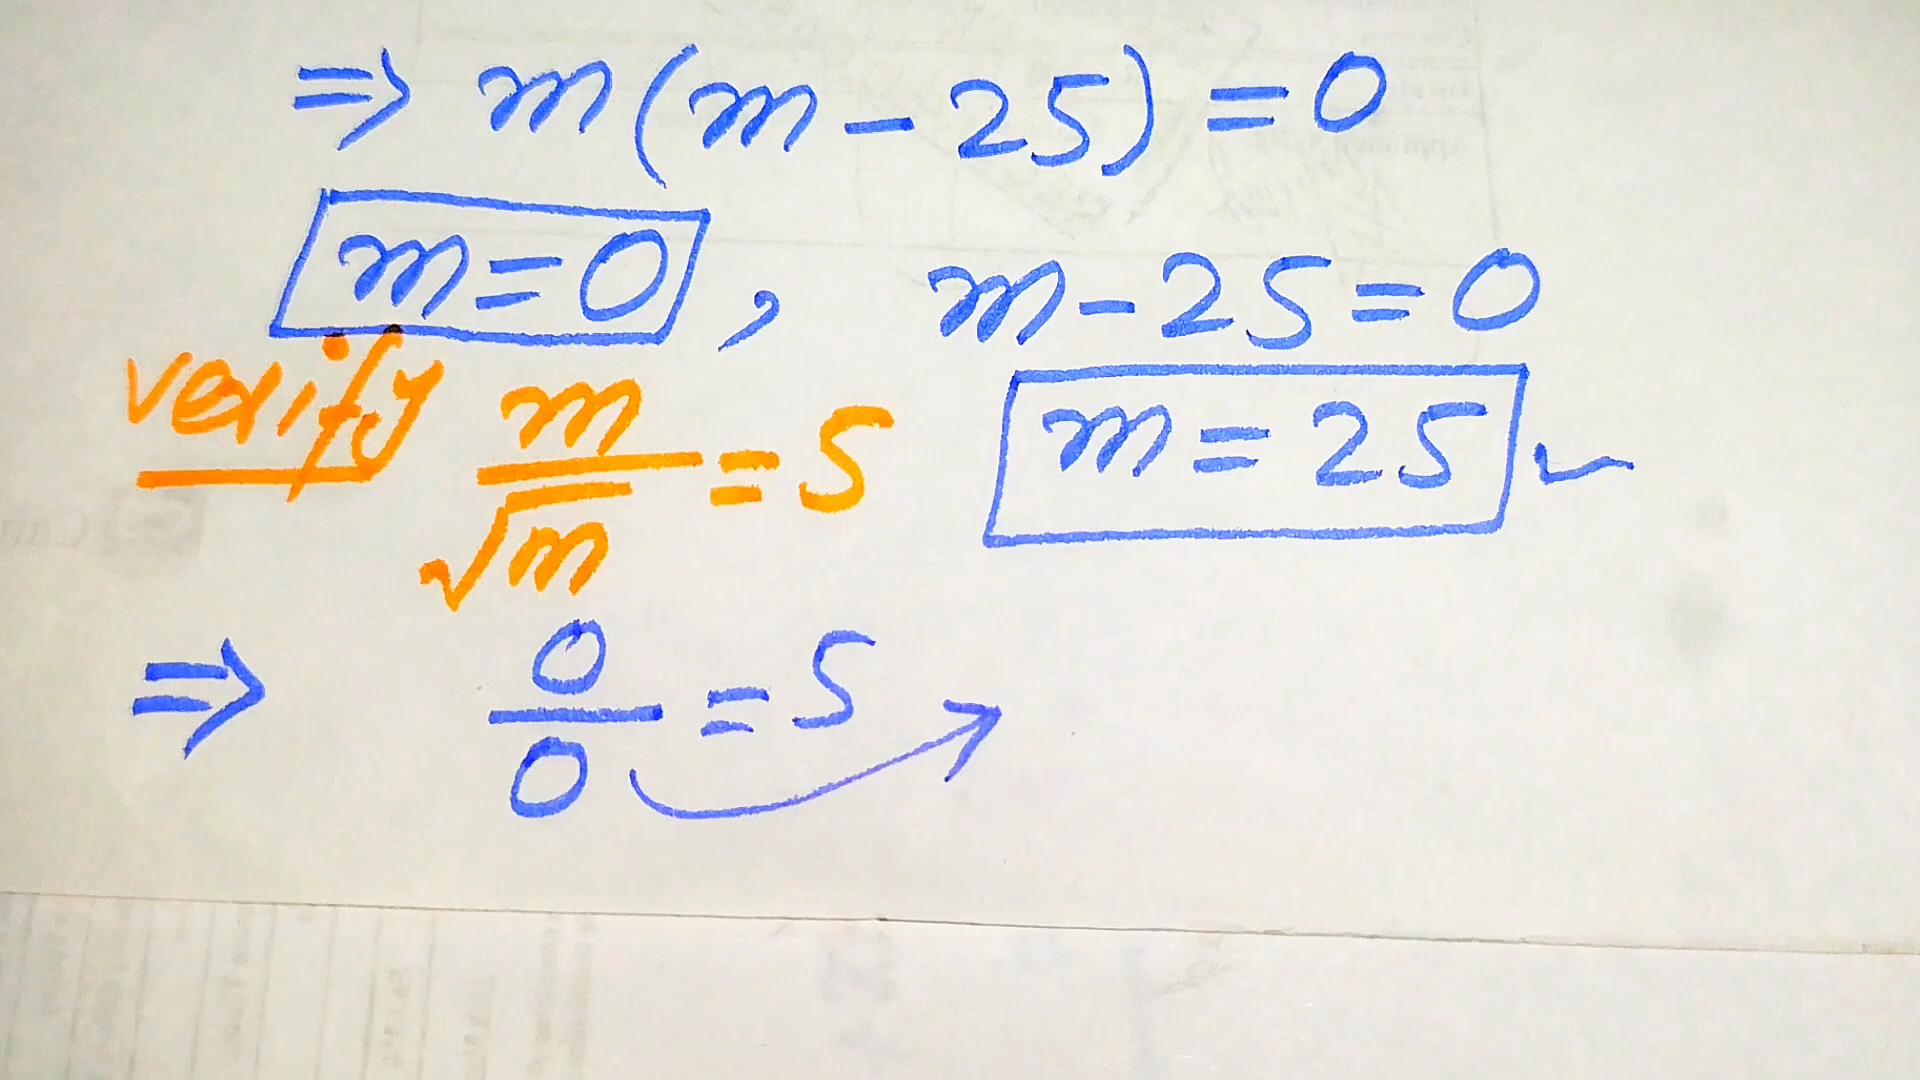 ⇒ m(m-25)=0
m=0, m-25=0
verify m/√m=5 m=25 ✓
⇒ 0/0=5